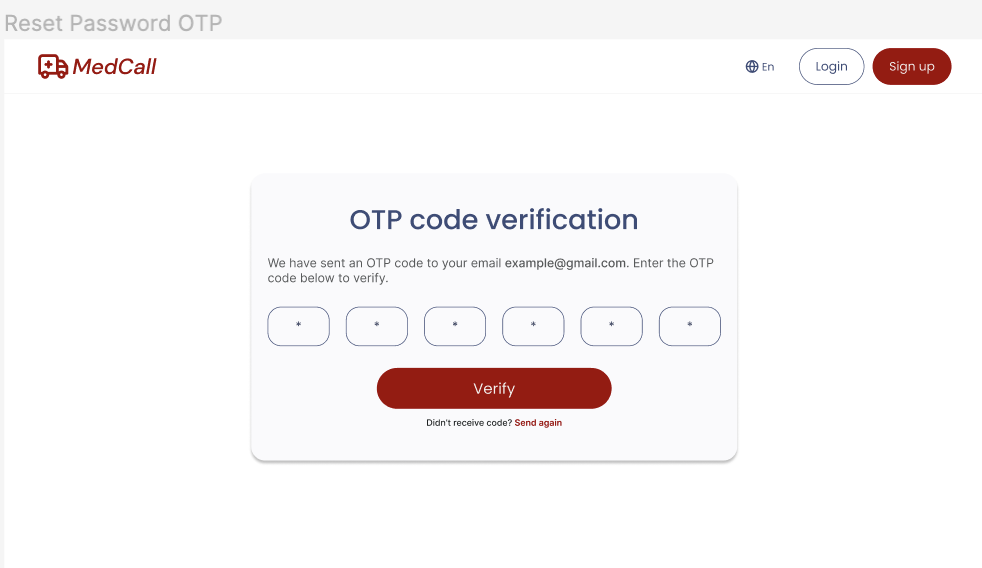 Reset Password OTP
MedCall
En
Login
Sign up
OTP code verification
We have sent an OTP code to your email example@gmail.com. Enter the OTP
code below to verify.
* * * * * *
Verify
Didn't receive code? Send again